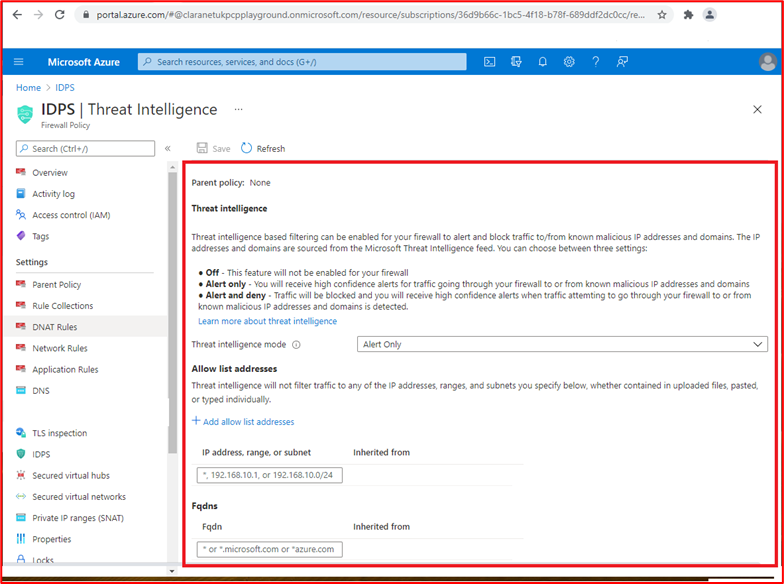 portal.azure.com/#@claranetukpcpplayground.onmicrosoft.com/resource/subscriptions/36d9b66c-1bc5-4f18-b78f-689ddf2dc0cc/re...
Microsoft Azure
Search resources, services, and docs (G+/)
Home > IDPS
IDPS | Threat Intelligence ...
Firewall Policy
Search (Ctrl+/)
«
Save
Refresh
Overview
Activity log
Access control (IAM)
Tags
Settings
Parent Policy
Rule Collections
DNAT Rules
Network Rules
Application Rules
DNS
TLS inspection
IDPS
Secured virtual hubs
Secured virtual networks
Private IP ranges (SNAT)
Properties
Locks
Parent policy: None
Threat intelligence
Threat intelligence based filtering can be enabled for your firewall to alert and block traffic to/from known malicious IP addresses and domains. The IP
addresses and domains are sourced from the Microsoft Threat Intelligence feed. You can choose between three settings:
● Off - This feature will not be enabled for your firewall
● Alert only - You will receive high confidence alerts for traffic going through your firewall to or from known malicious IP addresses and domains
● Alert and deny - Traffic will be blocked and you will receive high confidence alerts when traffic attemting to go through your firewall to or from
known malicious IP addresses and domains is detected.
Learn more about threat intelligence
Threat intelligence mode
Alert Only
Allow list addresses
Threat intelligence will not filter traffic to any of the IP addresses, ranges, and subnets you specify below, whether contained in uploaded files, pasted,
or typed individually.
+ Add allow list addresses
IP address, range, or subnet
Inherited from
*, 192.168.10.1, or 192.168.10.0/24
Fqdns
Fqdn
Inherited from
* or *.microsoft.com or *azure.com